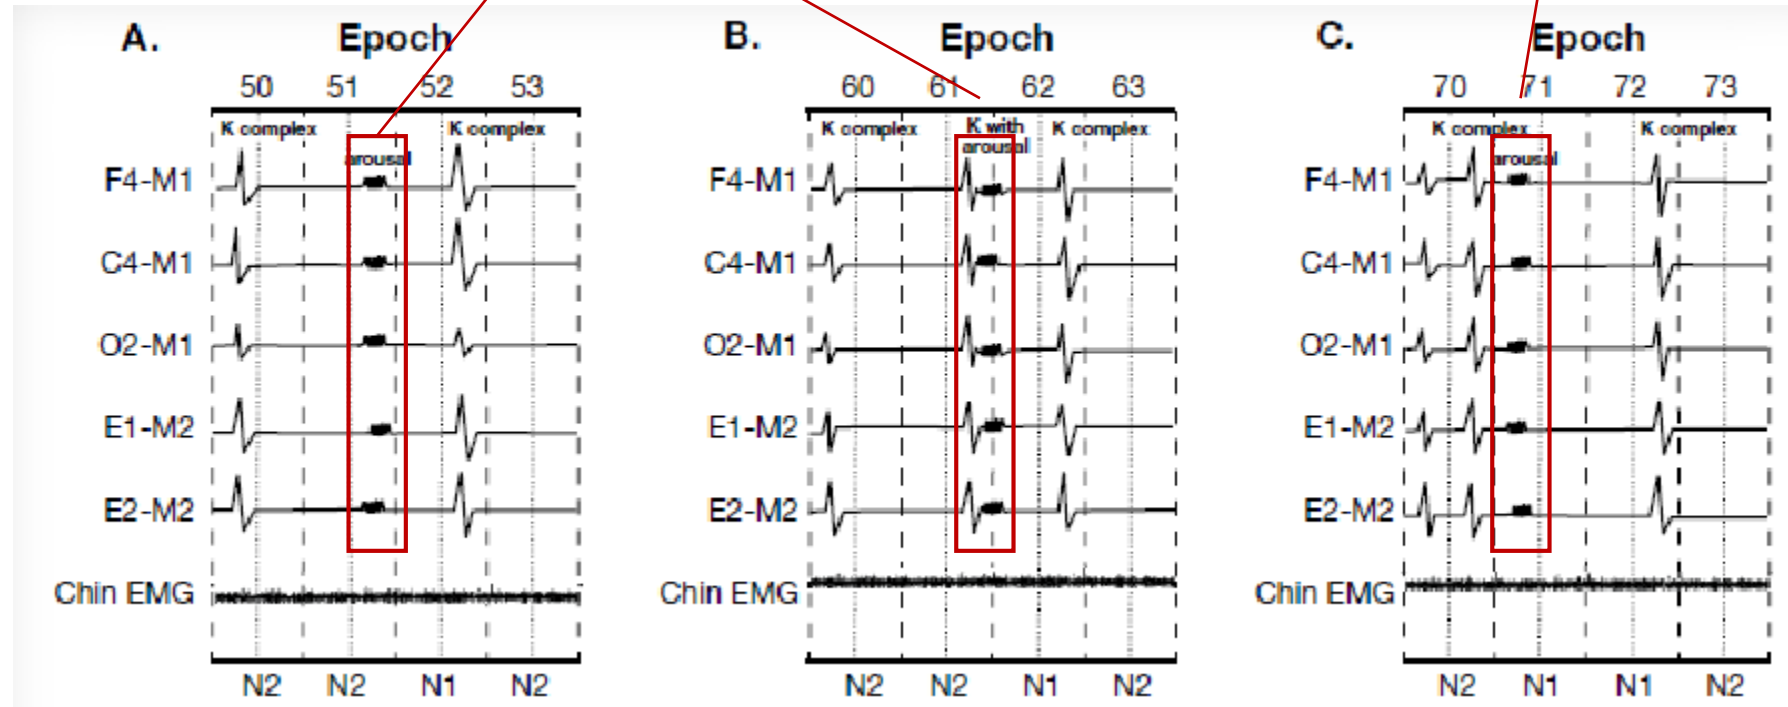 A. Epoch
50 51 52 53
K complex K complex
arousal
F4-M1
C4-M1
O2-M1
E1-M2
E2-M2
Chin EMG
N2 N2 N1 N2
B. Epoch
60 61 62 63
K complex K with arousal K complex
F4-M1
C4-M1
O2-M1
E1-M2
E2-M2
Chin EMG
N2 N2 N1 N2
C. Epoch
70 71 72 73
K complex K complex
arousal
F4-M1
C4-M1
O2-M1
E1-M2
E2-M2
Chin EMG
N2 N1 N1 N2